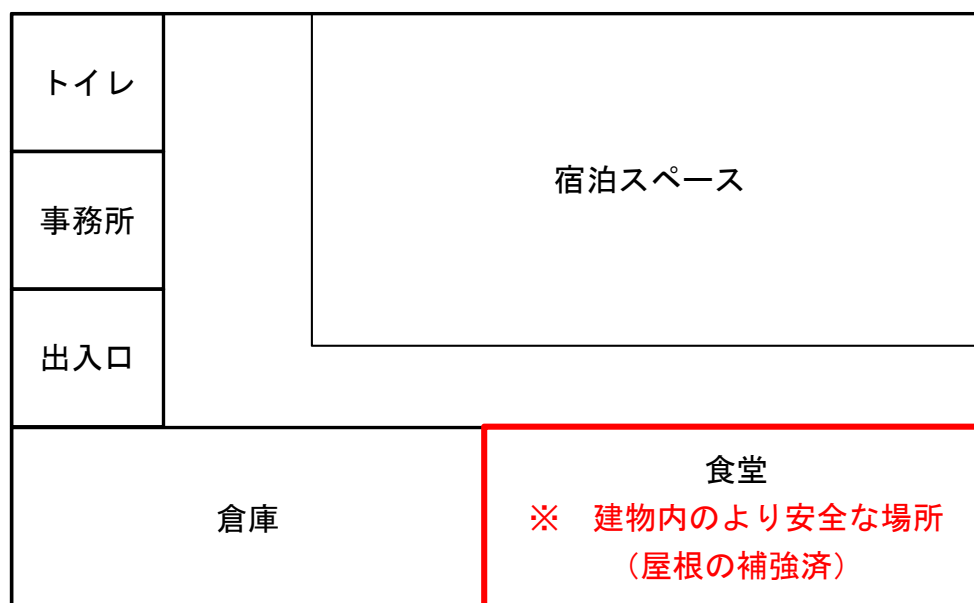 トイレ
宿泊スペース
事務所
出入口
倉庫
食堂
※　建物内のより安全な場所
（屋根の補強済）